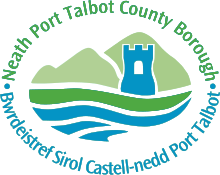 Neath Port Talbot County Borough
• Bwrdeistref Sirol Castell-nedd Port Talbot •